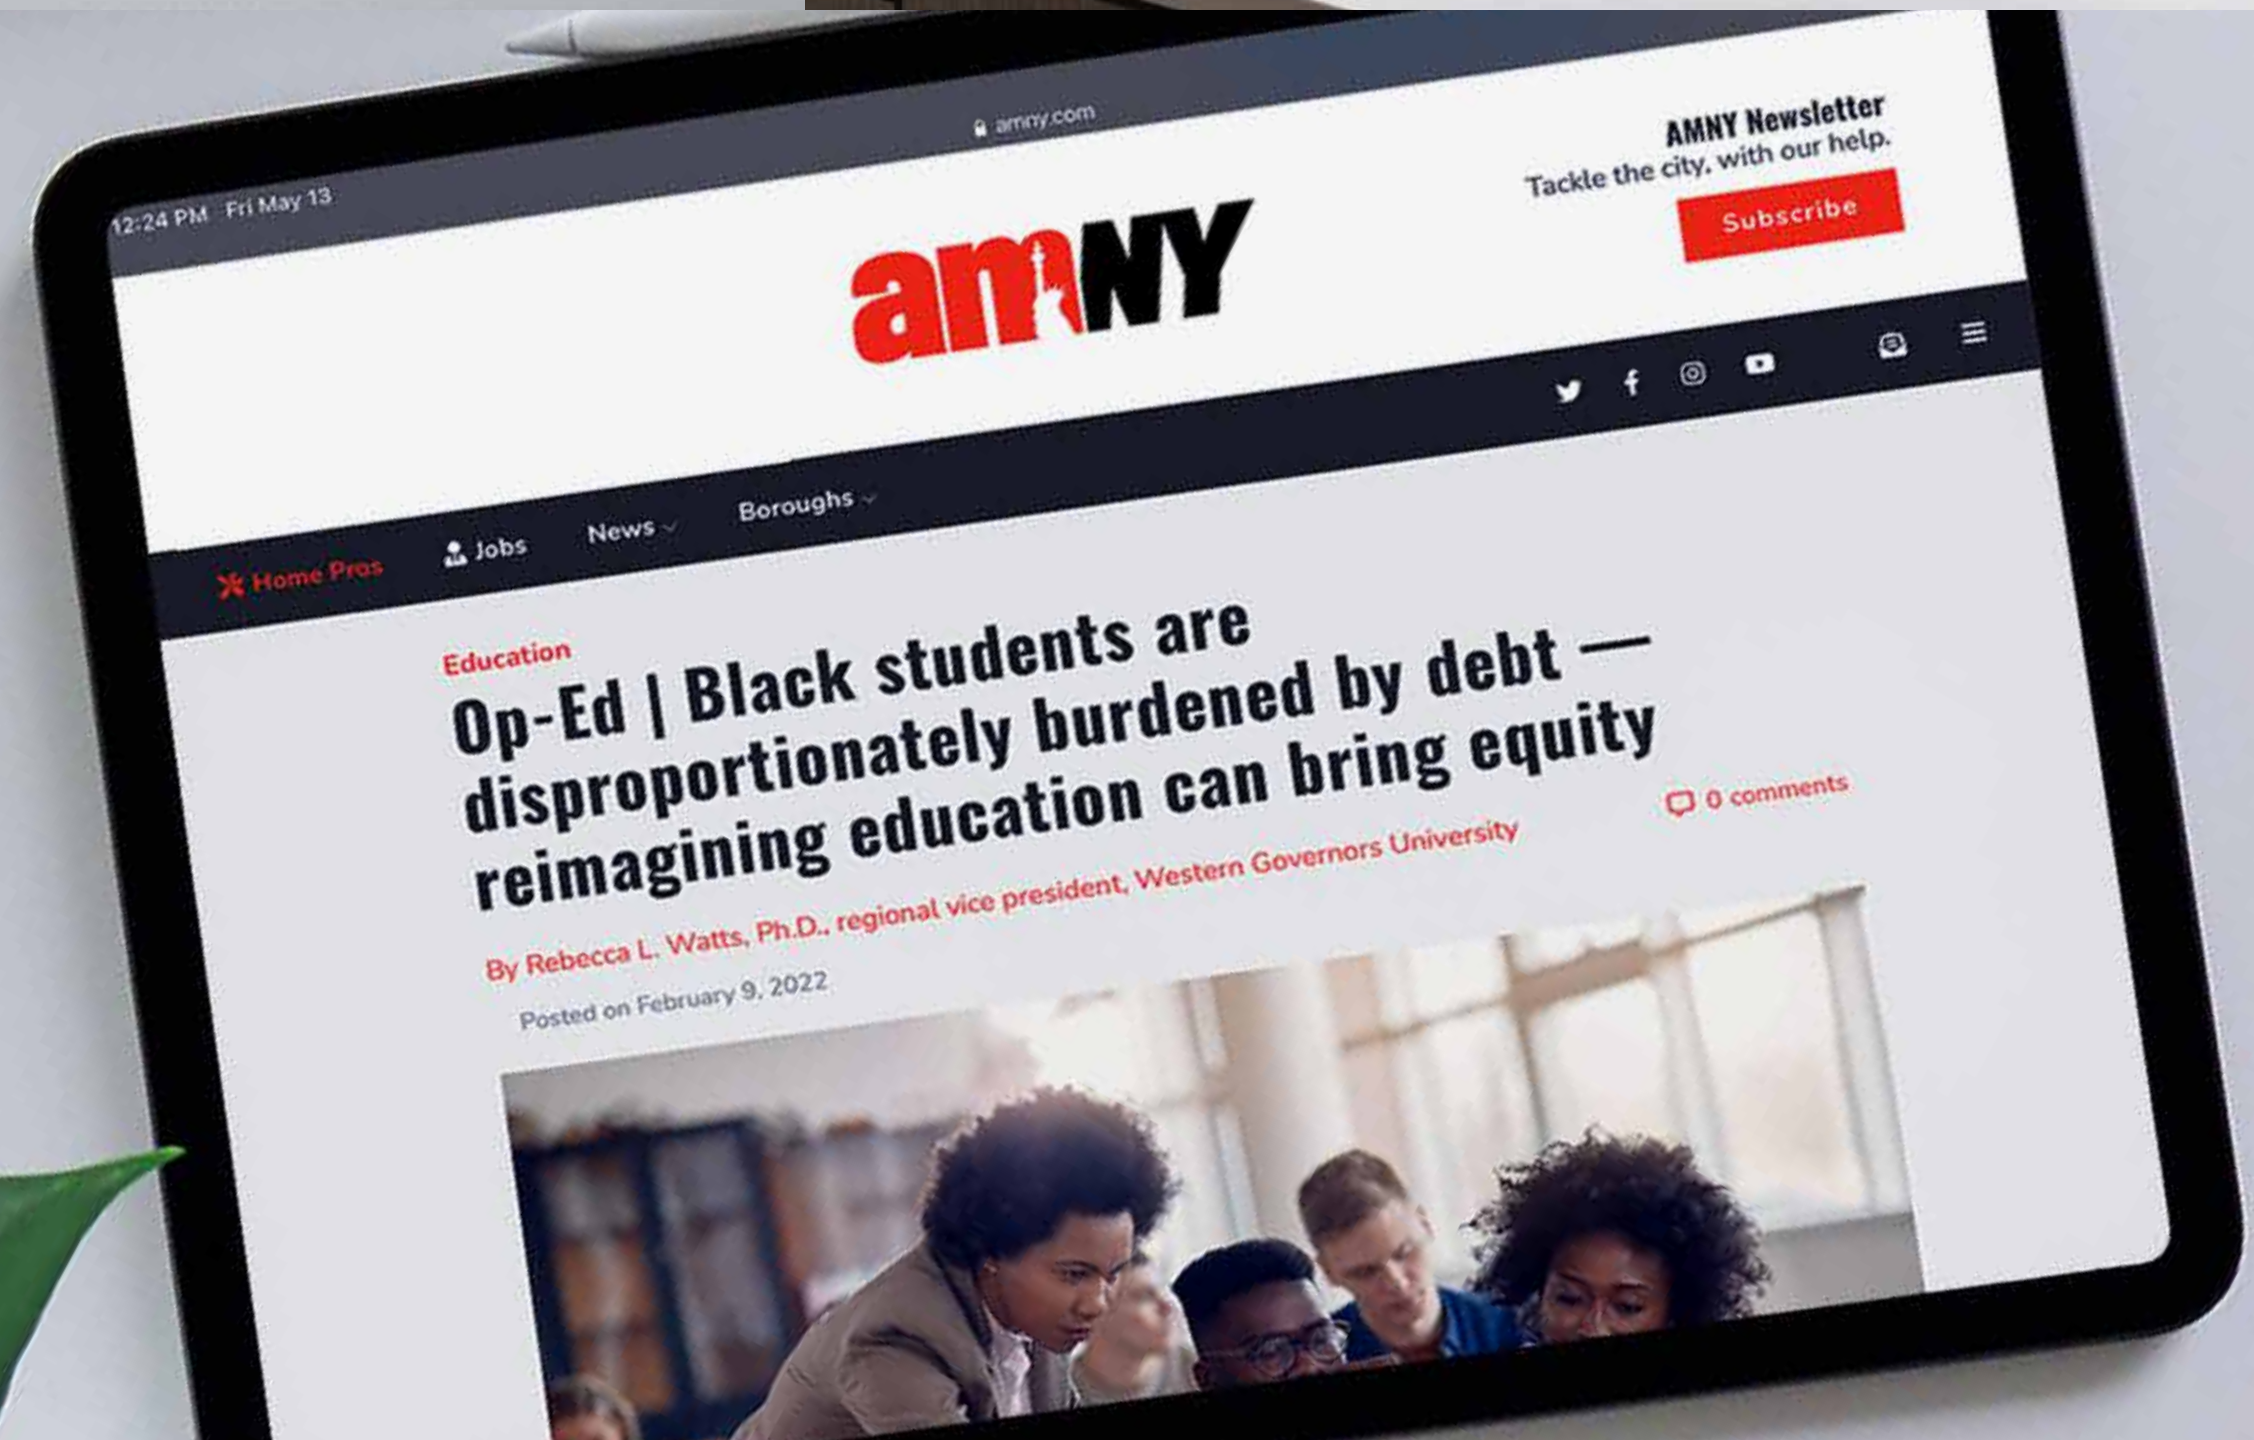 12:24 PM Fri May 13
amny.com
AMNY Newsletter
Tackle the city, with our help.
Subscribe
amNY
Home Pros Jobs News Boroughs
Education
Op-Ed | Black students are
disproportionately burdened by debt —
reimagining education can bring equity
By Rebecca L. Watts, Ph.D., regional vice president, Western Governors University
0 comments
Posted on February 9, 2022